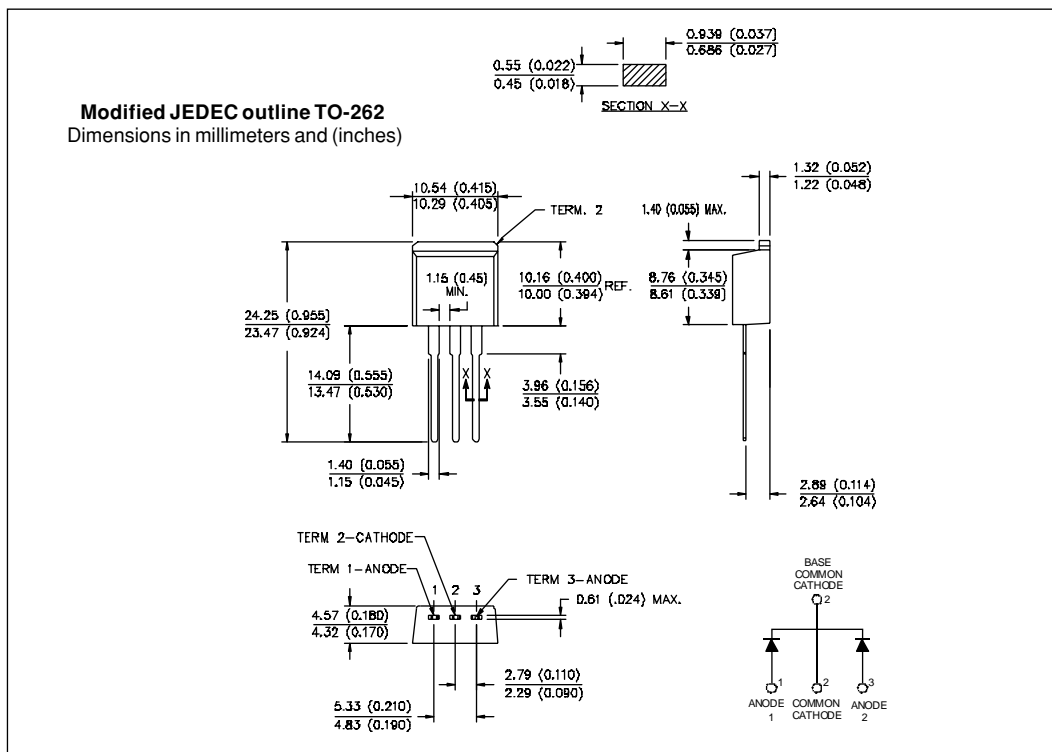 0.939 (0.037)
0.686 (0.027)
0.55 (0.022)
0.45 (0.018)
SECTION X-X
Modified JEDEC outline TO-262
Dimensions in millimeters and (inches)
1.32 (0.052)
1.22 (0.048)
10.54 (0.415)
10.29 (0.405)
TERM. 2
1.40 (0.055) MAX.
1.15 (0.45)
MIN.
10.16 (0.400)
10.00 (0.394)
REF.
8.76 (0.345)
8.61 (0.339)
24.25 (0.955)
23.47 (0.924)
14.09 (0.555)
13.47 (0.530)
X X
3.96 (0.156)
3.55 (0.140)
1.40 (0.055)
1.15 (0.045)
2.89 (0.114)
2.64 (0.104)
TERM 2-CATHODE
TERM 1-ANODE
1 2 3
TERM 3-ANODE
0.61 (.024) MAX.
4.57 (0.180)
4.32 (0.170)
2.79 (0.110)
2.29 (0.090)
5.33 (0.210)
4.83 (0.190)
BASE
COMMON
CATHODE
2
1 2 3
ANODE COMMON ANODE
1 CATHODE 2